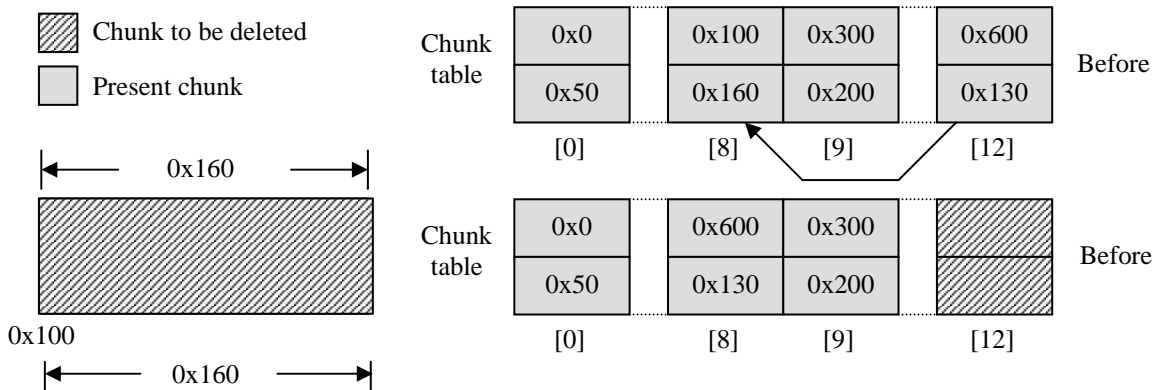 Chunk to be deleted
Present chunk
0x160
0x100
0x160
Chunk
table
0x0 0x100 0x300 0x600
0x50 0x160 0x200 0x130
Before
[0] [8] [9] [12]
Chunk
table
0x0 0x600 0x300
0x50 0x130 0x200
Before
[0] [8] [9] [12]